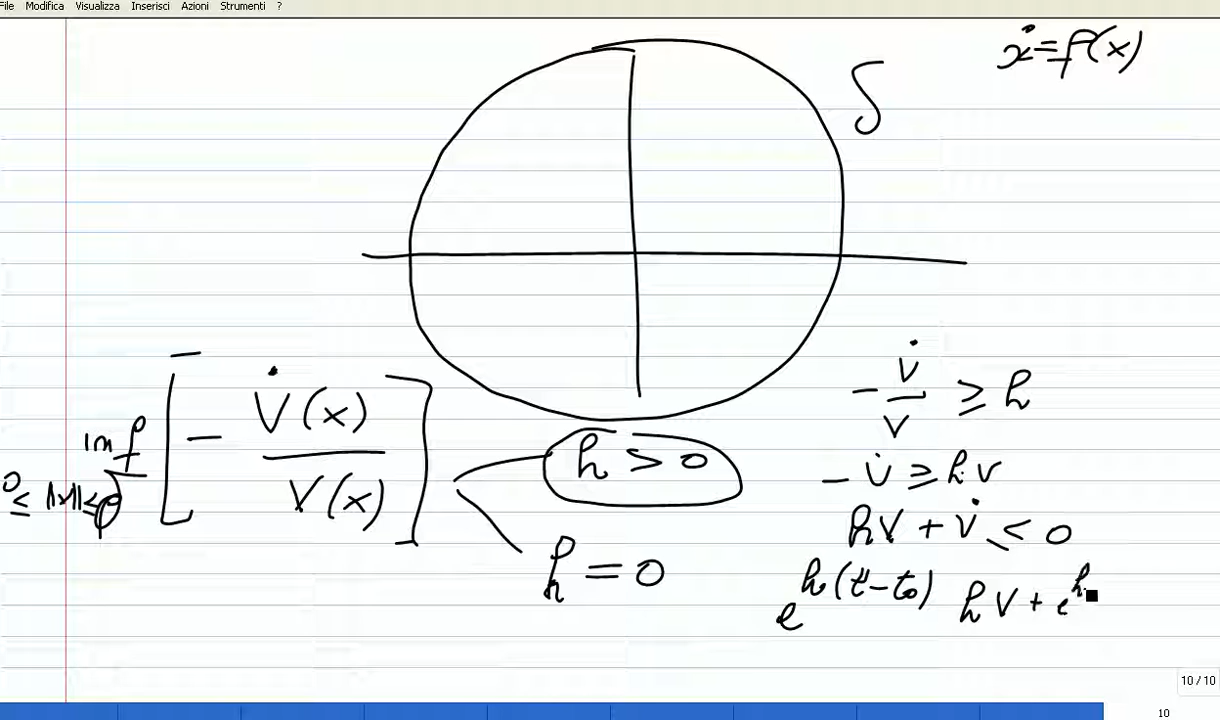 File Modifica Visualizza Inserisci Azioni Strumenti ?
ẋ = f(x)
δ
inf [ - V̇(x) / V(x) ]
0 ≤ ||x|| ≤ ρ
h > 0
h = 0
- V̇ / V ≥ h
- V̇ ≥ h V
h V + V̇ ≤ 0
e^{h(t-t₀)} h V + e^{h
10 / 10
10